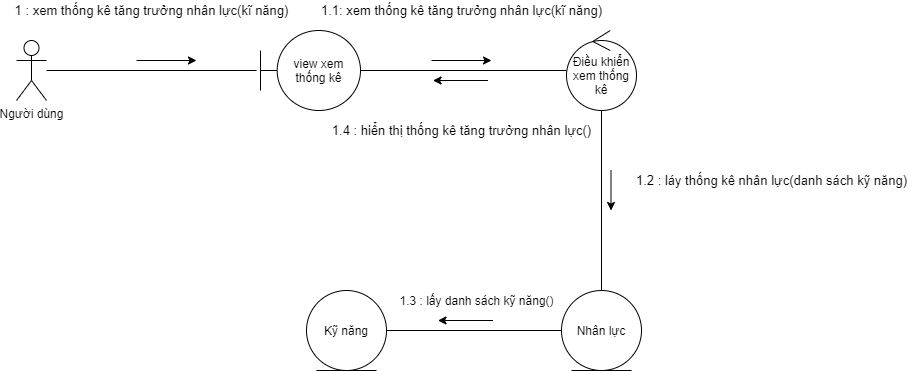 1 : xem thống kê tăng trưởng nhân lực(kĩ năng)
1.1: xem thống kê tăng trưởng nhân lực(kĩ năng)
view xem
thống kê
Điều khiển
xem thống
kê
Người dùng
1.4 : hiển thị thống kê tăng trưởng nhân lực()
1.2 : láy thống kê nhân lực(danh sách kỹ năng)
1.3 : lấy danh sách kỹ năng()
Kỹ năng
Nhân lực